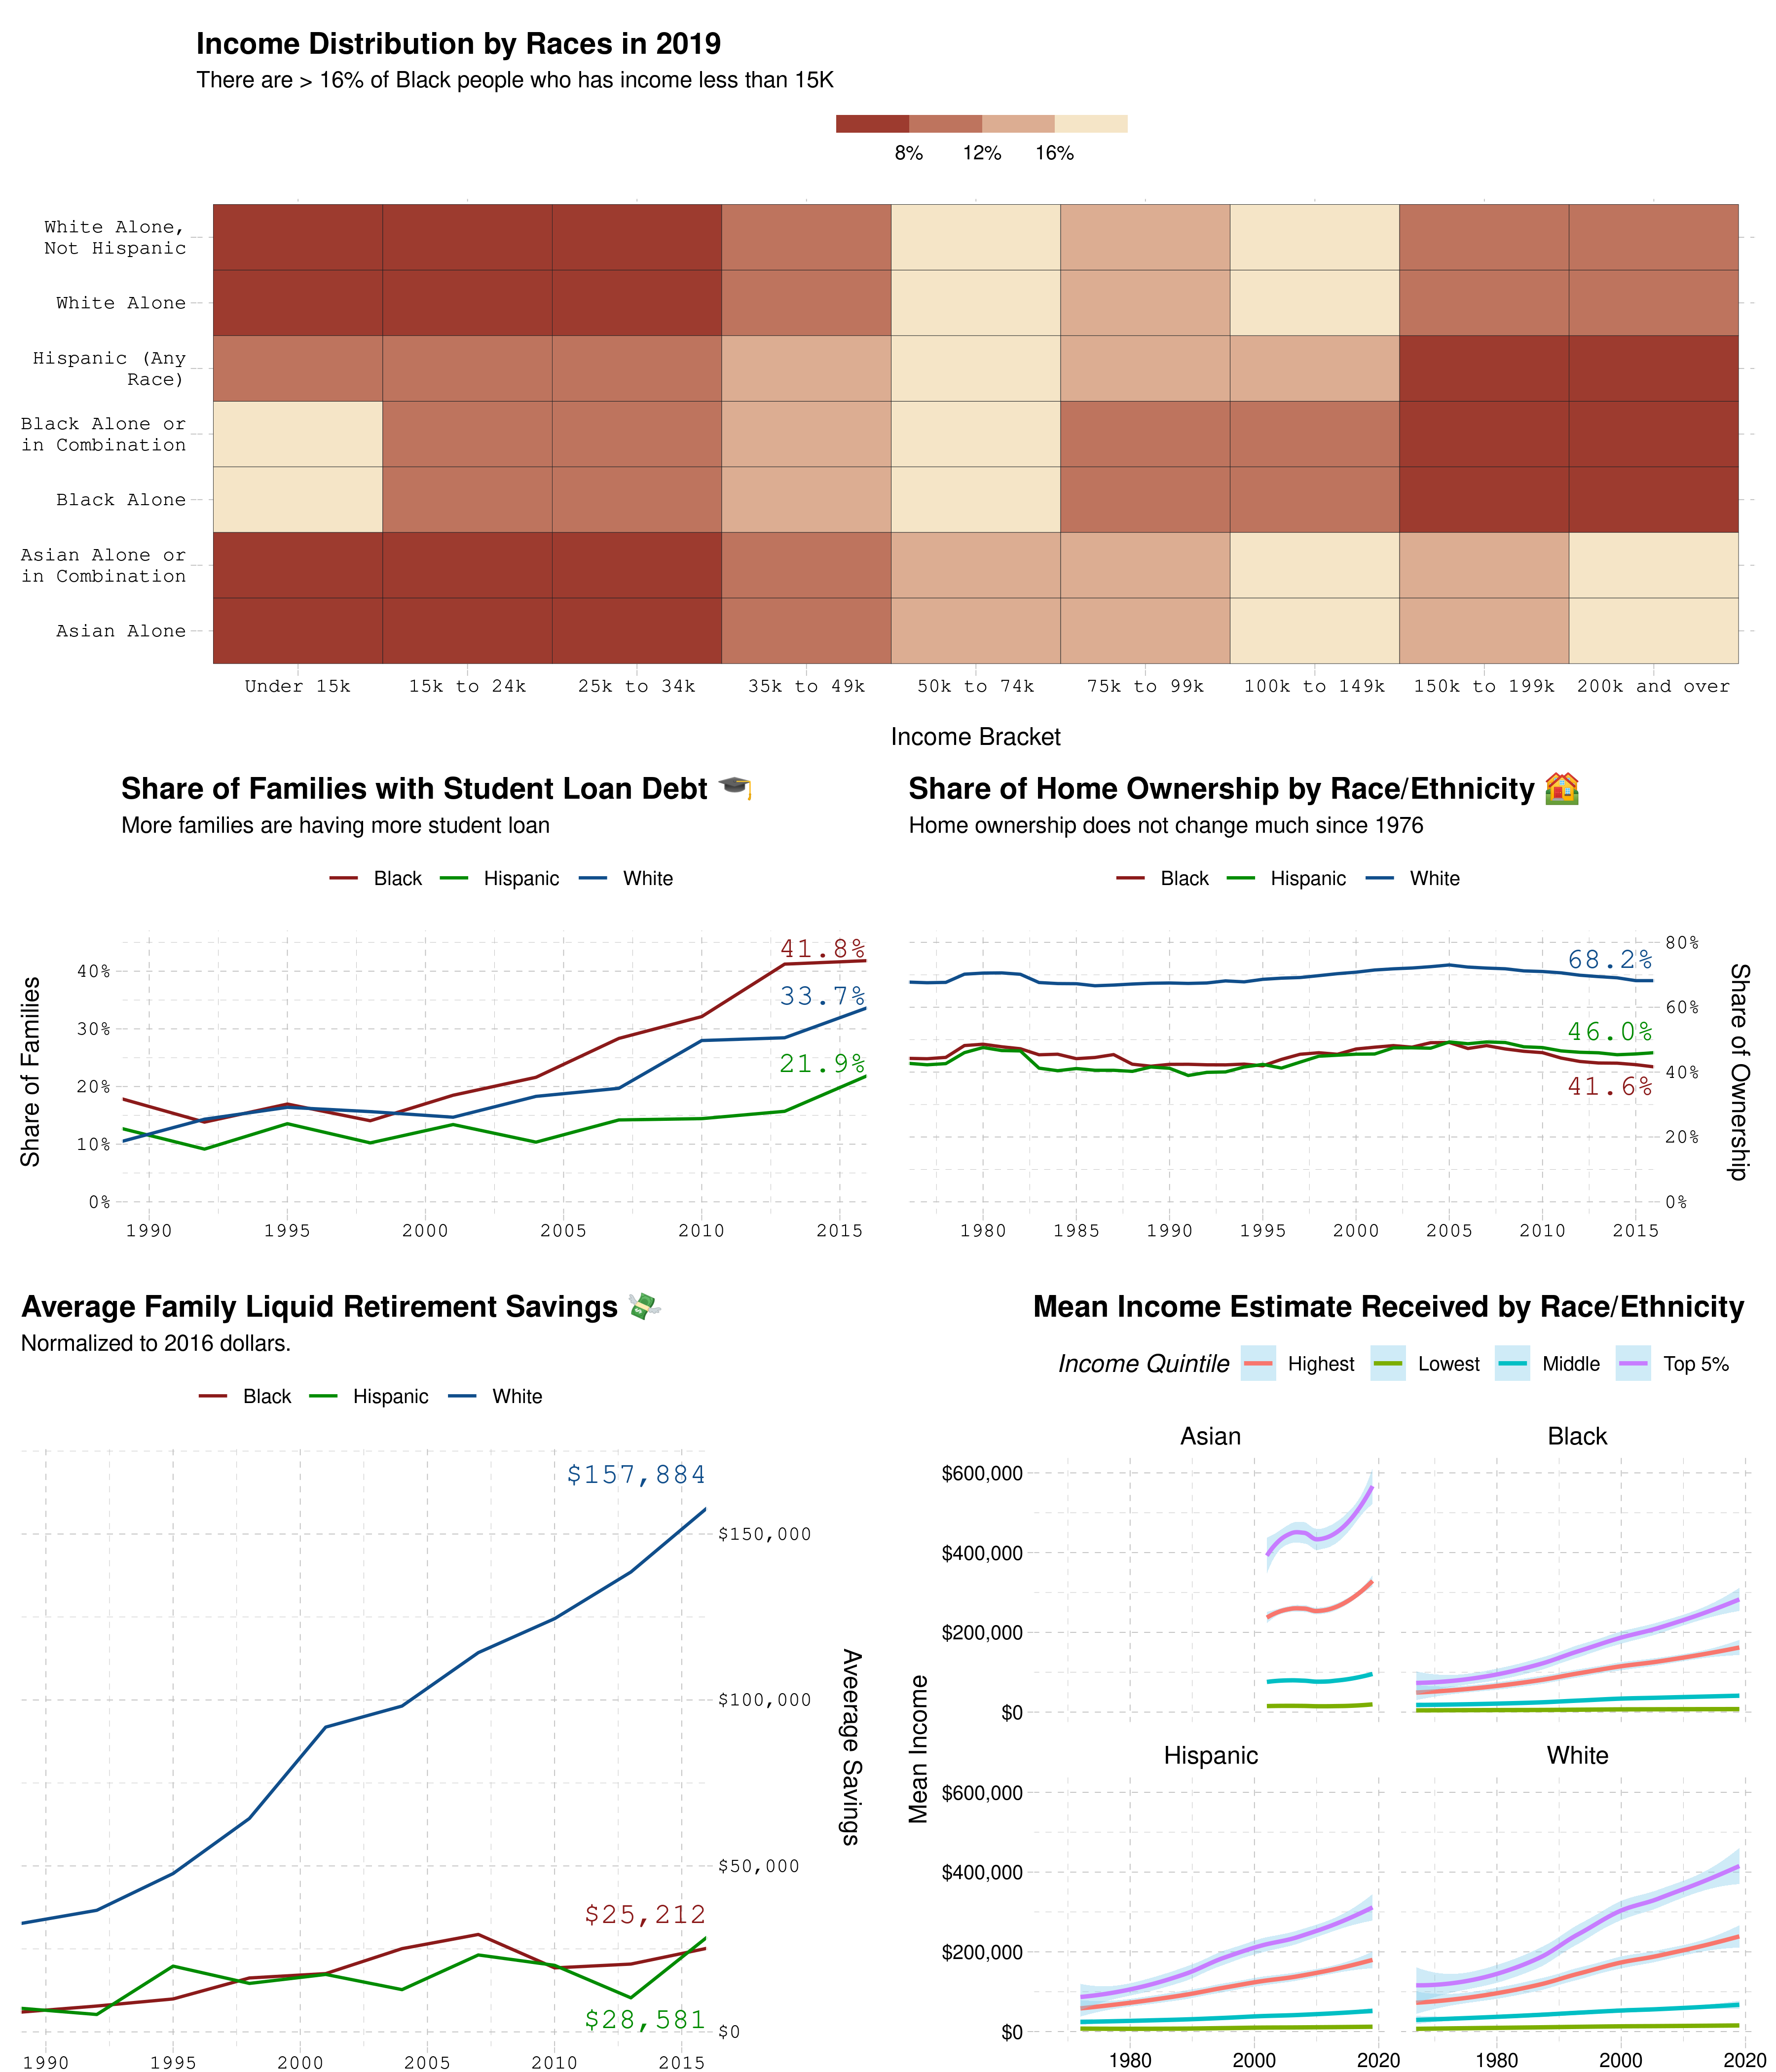 Income Distribution by Races in 2019
There are > 16% of Black people who has income less than 15K
8% 12% 16%
White Alone,
Not Hispanic
White Alone
Hispanic (Any
Race)
Black Alone or
in Combination
Black Alone
Asian Alone or
in Combination
Asian Alone
Under 15k 15k to 24k 25k to 34k 35k to 49k 50k to 74k 75k to 99k 100k to 149k 150k to 199k 200k and over
Income Bracket
Share of Families with Student Loan Debt 🎓
More families are having more student loan
Black Hispanic White
Share of Families
40%
30%
20%
10%
0%
41.8%
33.7%
21.9%
1990 1995 2000 2005 2010 2015
Share of Home Ownership by Race/Ethnicity 🏠
Home ownership does not change much since 1976
Black Hispanic White
68.2%
46.0%
41.6%
80%
60%
40%
20%
0%
Share of Ownership
1980 1985 1990 1995 2000 2005 2010 2015
Average Family Liquid Retirement Savings 💸
Normalized to 2016 dollars.
Black Hispanic White
$157,884
$25,212
$28,581
$150,000
$100,000
$50,000
$0
Aveerage Savings
1990 1995 2000 2005 2010 2015
Mean Income Estimate Received by Race/Ethnicity
Income Quintile Highest Lowest Middle Top 5%
Mean Income
Asian Black
$600,000
$400,000
$200,000
$0
Hispanic White
$600,000
$400,000
$200,000
$0
1980 2000 2020 1980 2000 2020